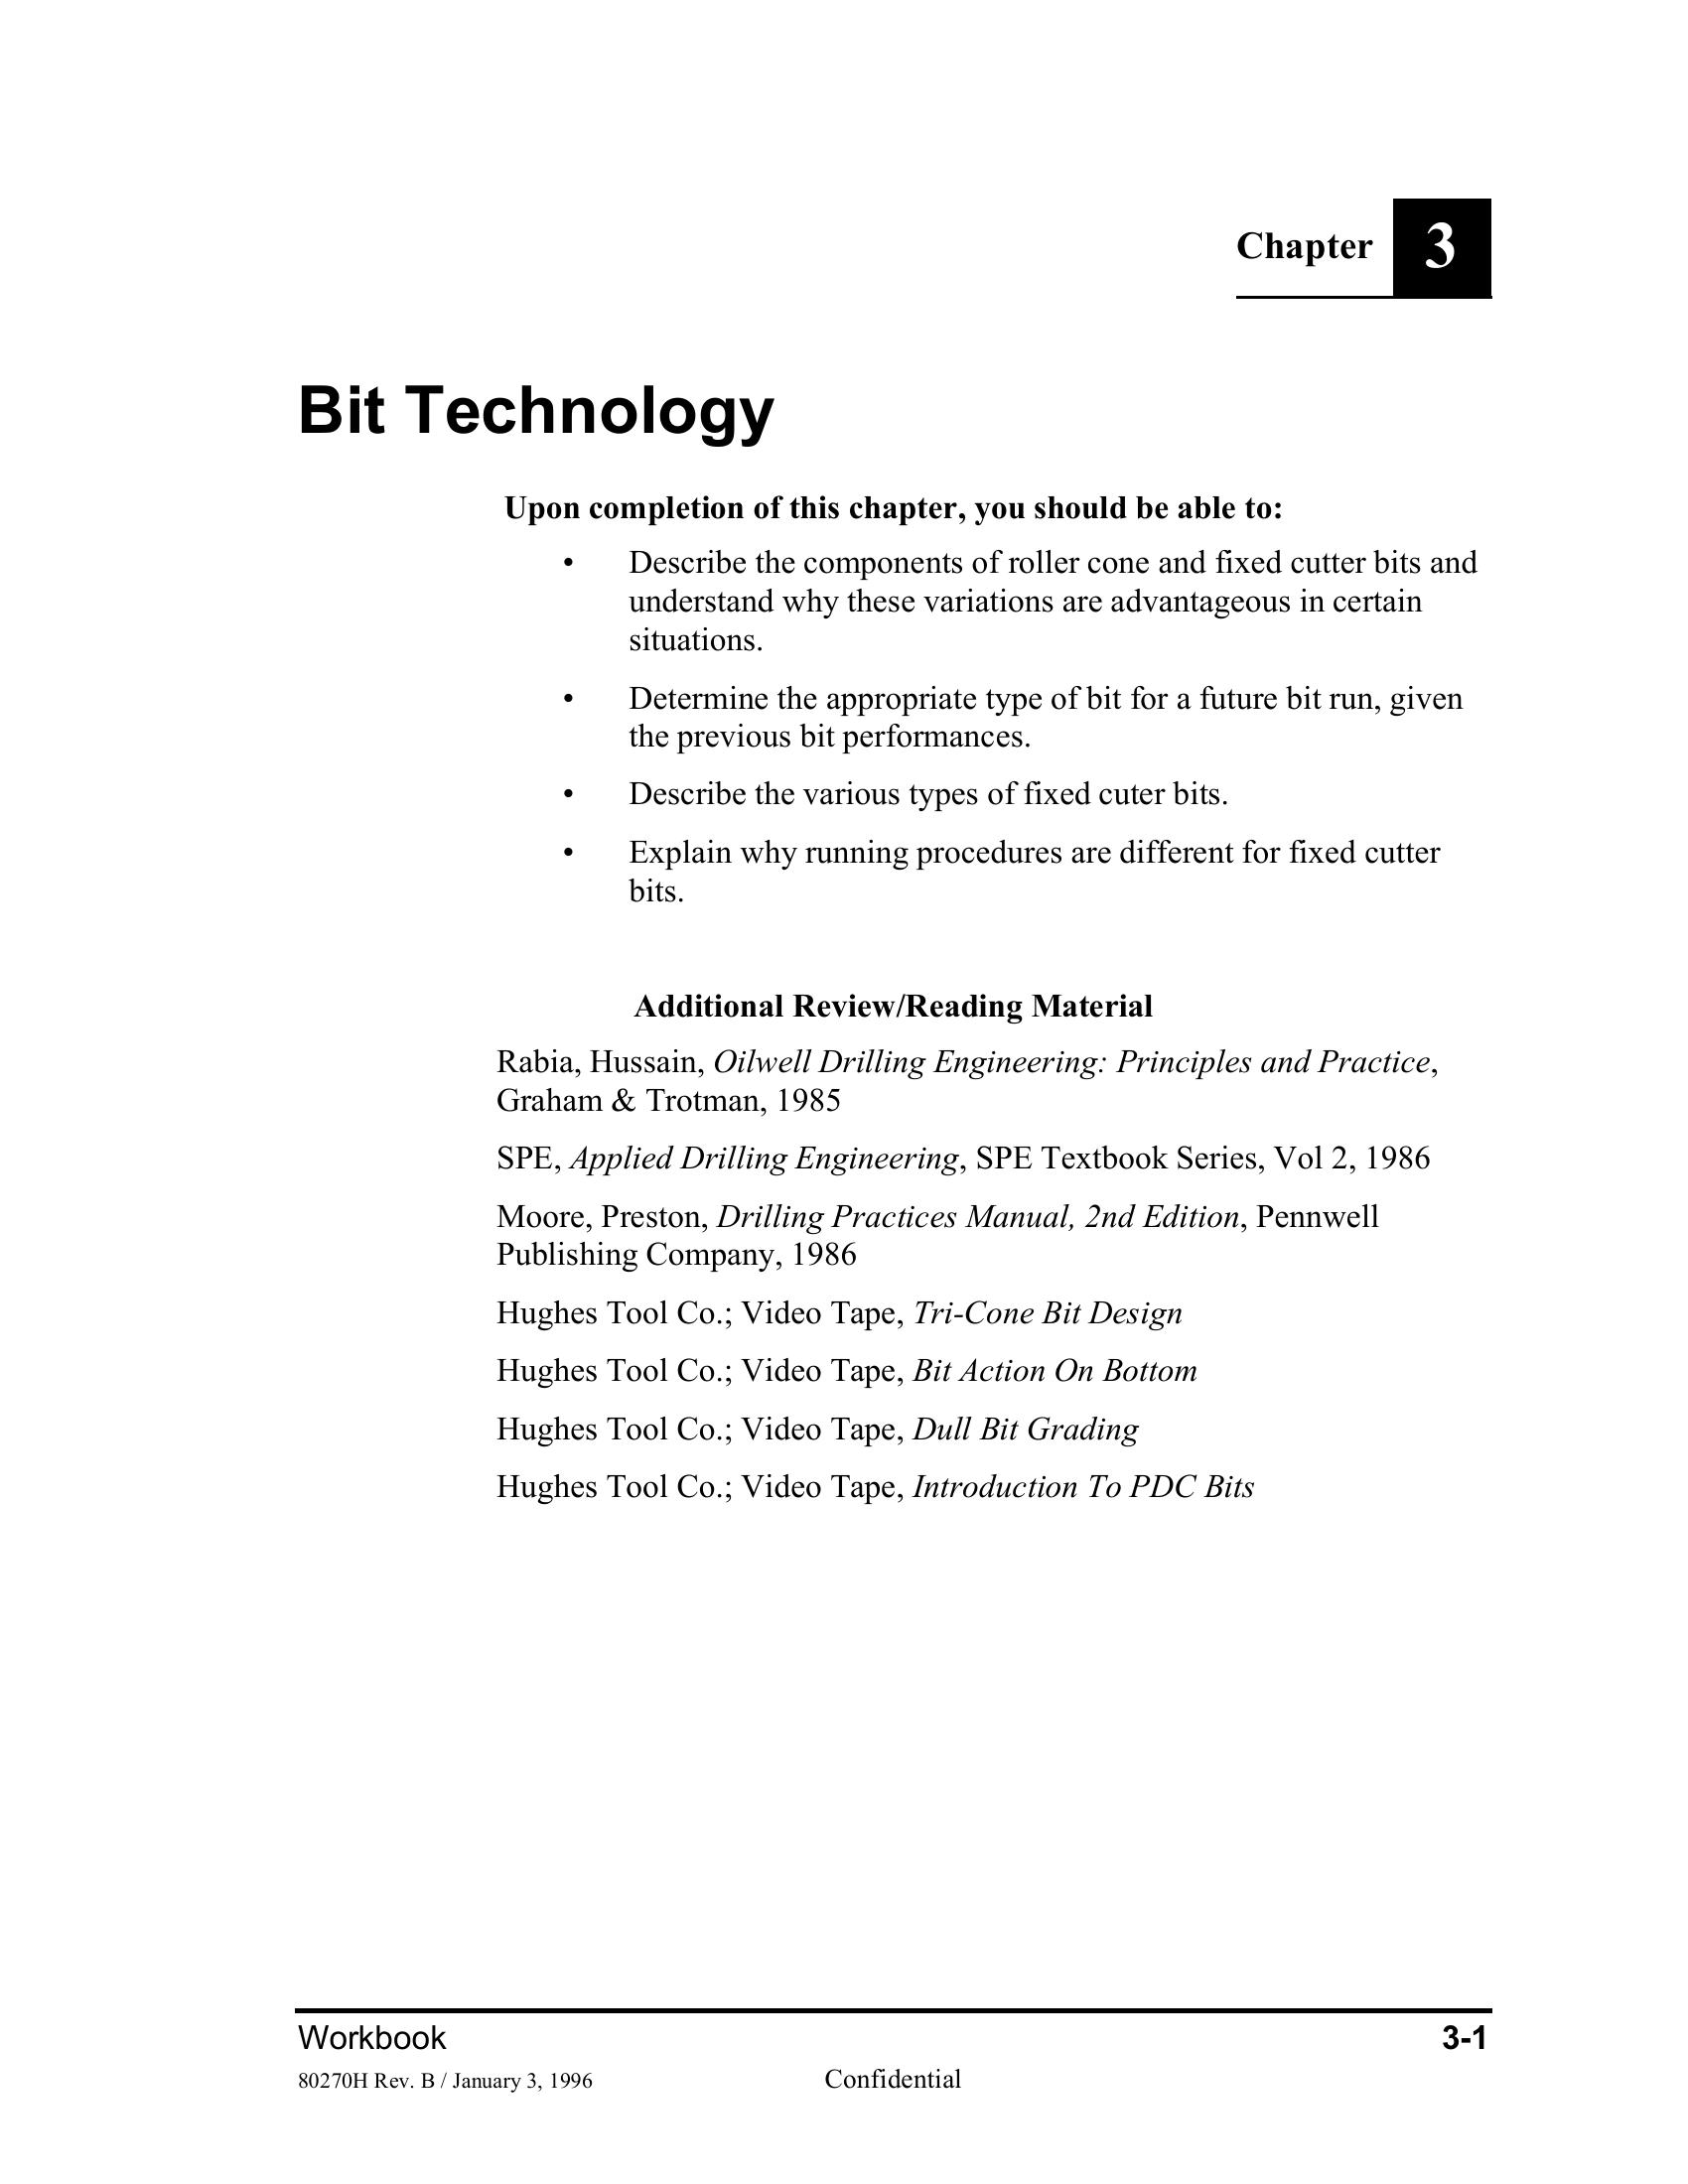 Chapter 3
Bit Technology
Upon completion of this chapter, you should be able to:
• Describe the components of roller cone and fixed cutter bits and
understand why these variations are advantageous in certain
situations.
• Determine the appropriate type of bit for a future bit run, given
the previous bit performances.
• Describe the various types of fixed cuter bits.
• Explain why running procedures are different for fixed cutter
bits.
Additional Review/Reading Material
Rabia, Hussain, Oilwell Drilling Engineering: Principles and Practice,
Graham & Trotman, 1985
SPE, Applied Drilling Engineering, SPE Textbook Series, Vol 2, 1986
Moore, Preston, Drilling Practices Manual, 2nd Edition, Pennwell
Publishing Company, 1986
Hughes Tool Co.; Video Tape, Tri-Cone Bit Design
Hughes Tool Co.; Video Tape, Bit Action On Bottom
Hughes Tool Co.; Video Tape, Dull Bit Grading
Hughes Tool Co.; Video Tape, Introduction To PDC Bits
Workbook 3-1
80270H Rev. B / January 3, 1996 Confidential